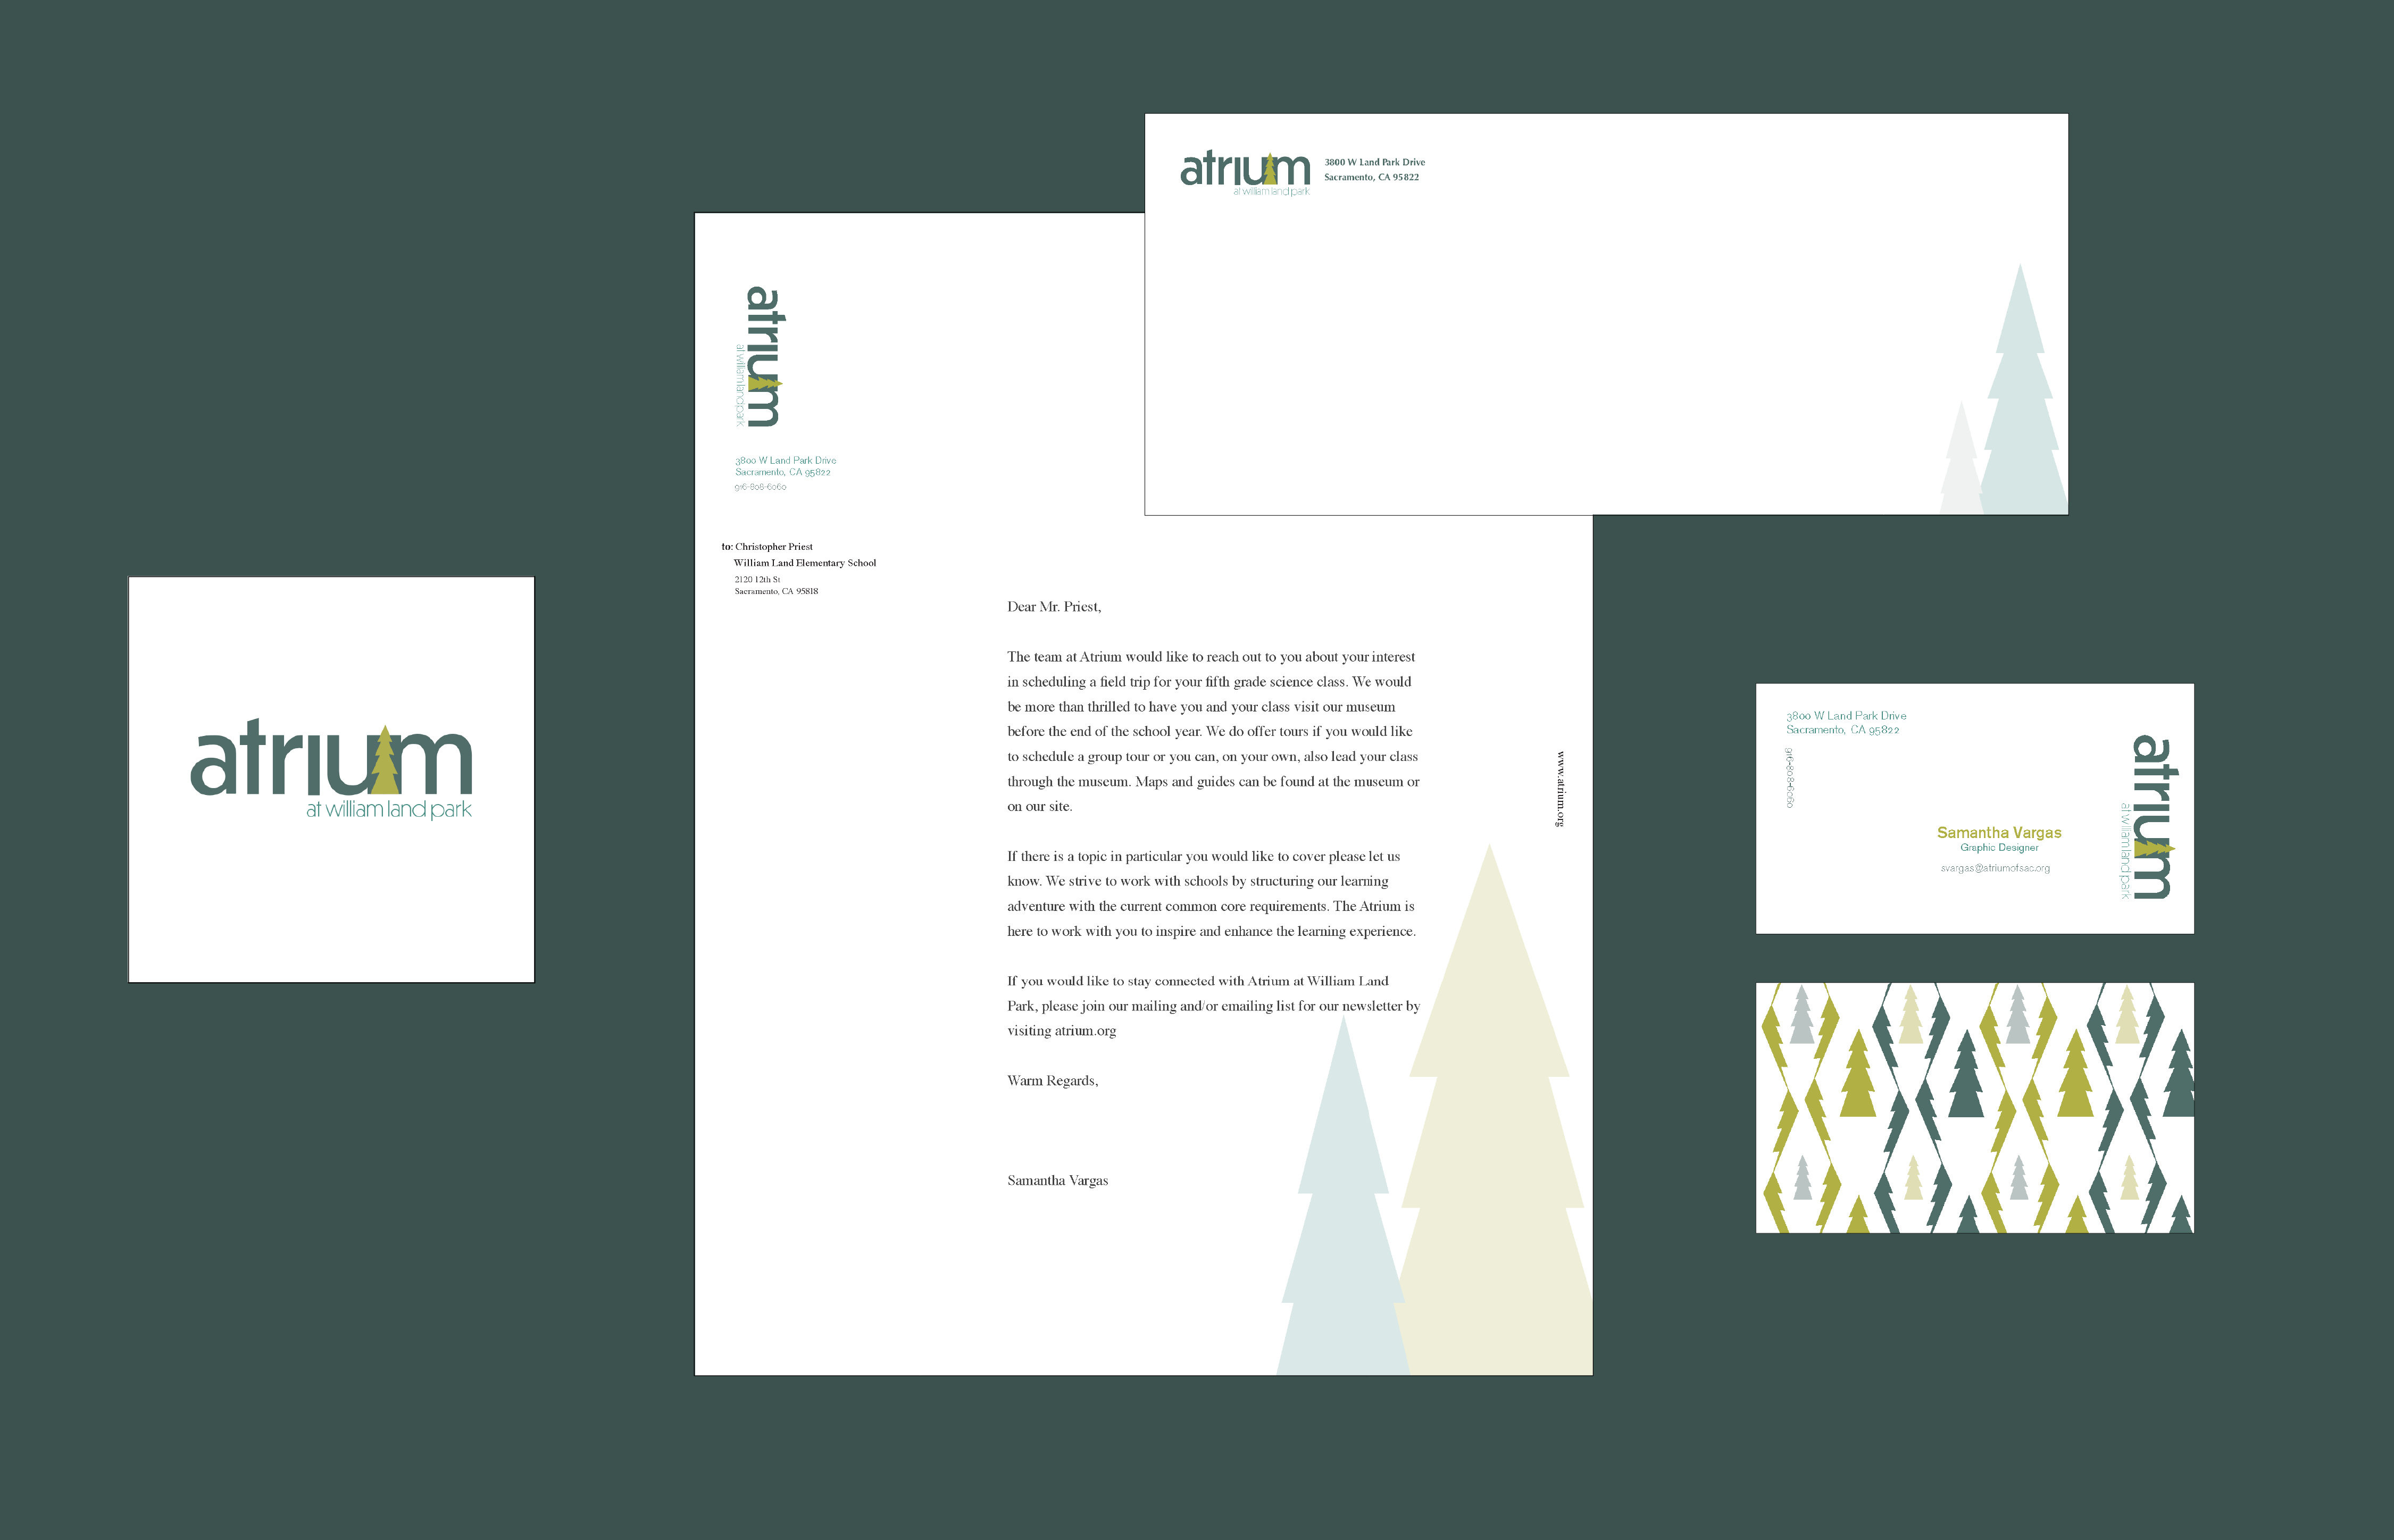 atrium
at william land park
atrium
at william land park
3800 W Land Park Drive
Sacramento, CA 95822
916-808-6060
to: Christopher Priest
William Land Elementary School
2120 12th St
Sacramento, CA 95818
Dear Mr. Priest,
The team at Atrium would like to reach out to you about your interest
in scheduling a field trip for your fifth grade science class. We would
be more than thrilled to have you and your class visit our museum
before the end of the school year. We do offer tours if you would like
to schedule a group tour or you can, on your own, also lead your class
through the museum. Maps and guides can be found at the museum or
on our site.
If there is a topic in particular you would like to cover please let us
know. We strive to work with schools by structuring our learning
adventure with the current common core requirements. The Atrium is
here to work with you to inspire and enhance the learning experience.
If you would like to stay connected with Atrium at William Land
Park, please join our mailing and/or emailing list for our newsletter by
visiting atrium.org
Warm Regards,
Samantha Vargas
www.atrium.org
atrium
at william land park
3800 W Land Park Drive
Sacramento, CA 95822
3800 W Land Park Drive
Sacramento, CA 95822
916-808-6060
Samantha Vargas
Graphic Designer
svargas@atriumofsac.org
atrium
at william land park